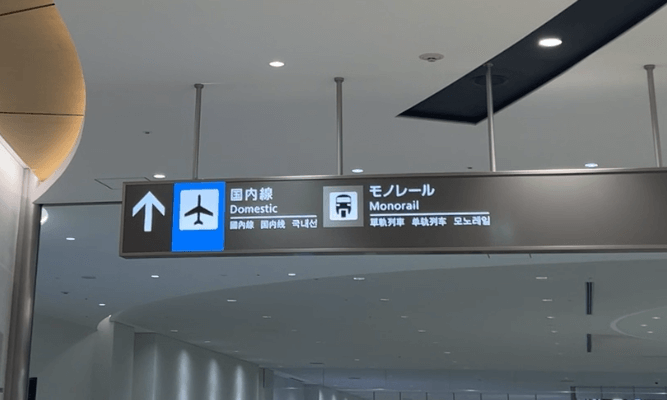 国内線
Domestic
國內線 国内线 국내선
モノレール
Monorail
單軌列車 单轨列车 모노레일